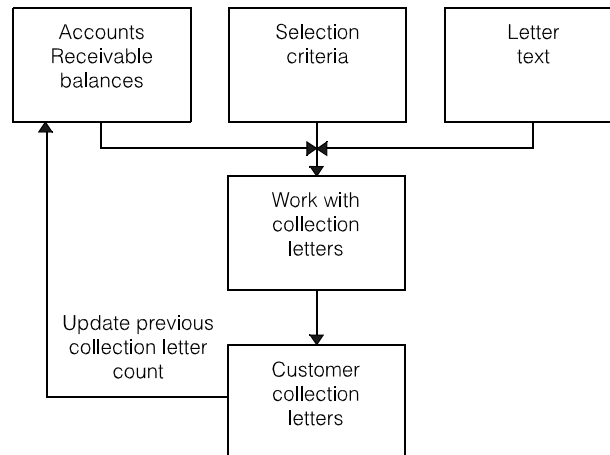 Accounts
Receivable
balances
Selection
criteria
Letter
text
Work with
collection
letters
Update previous
collection letter
count
Customer
collection
letters